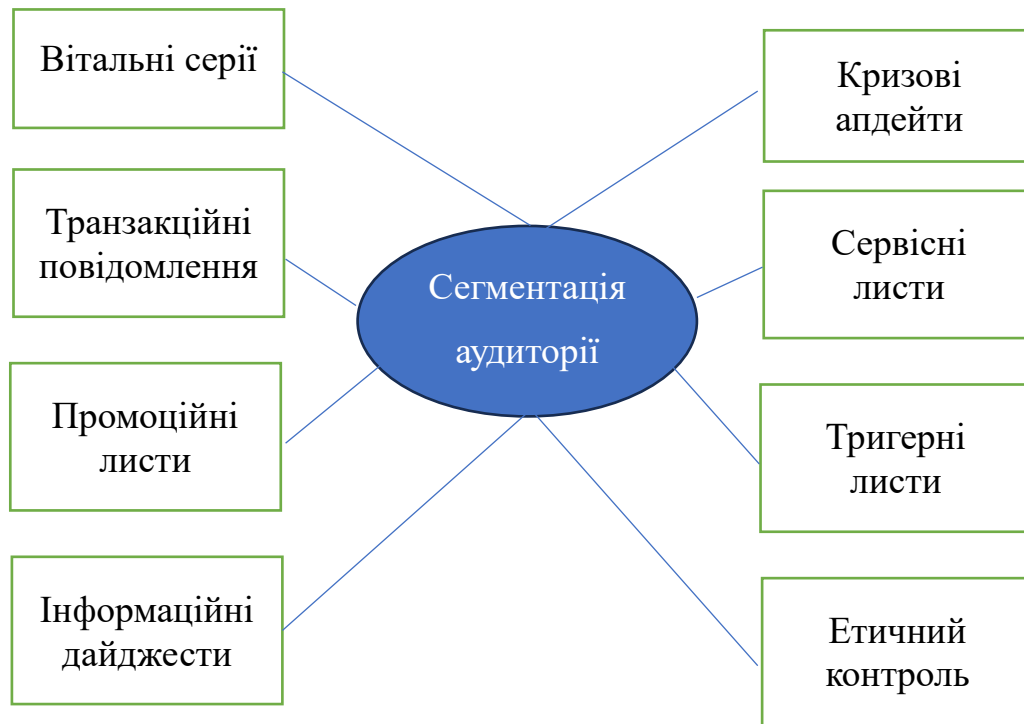 Вітальні серії
Транзакційні
повідомлення
Промоційні
листи
Інформаційні
дайджести
Сегментація
аудиторії
Кризові
апдейти
Сервісні
листи
Тригерні
листи
Етичний
контроль